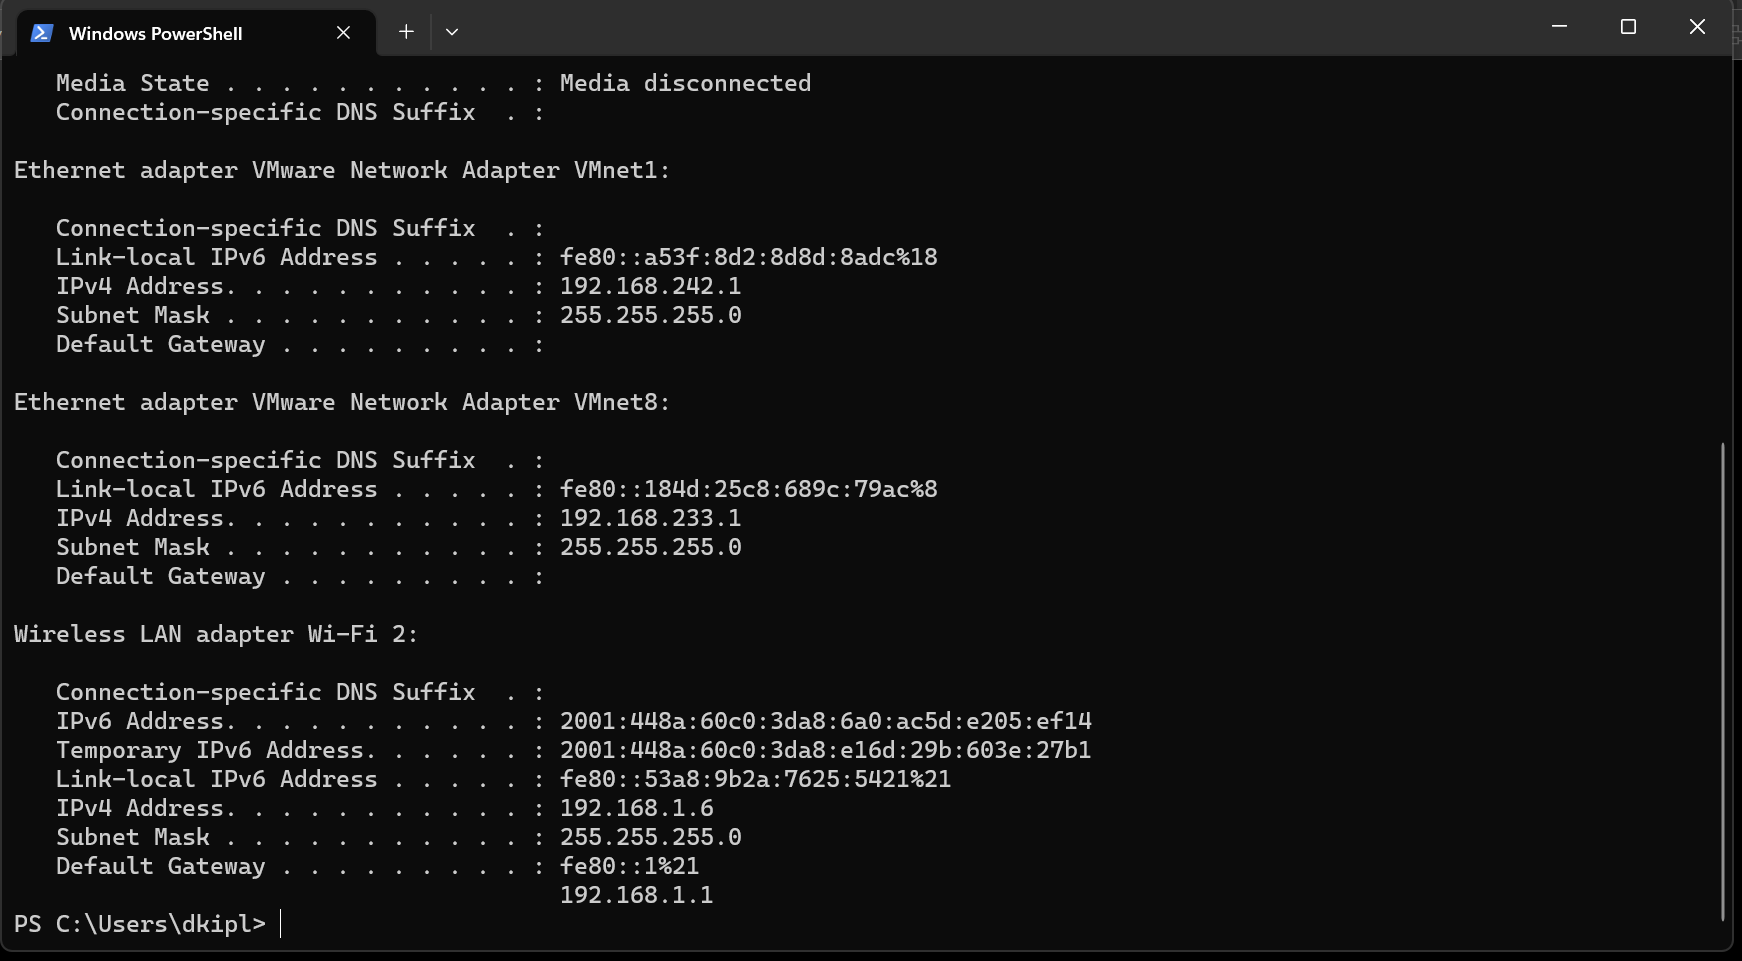 Windows PowerShell
Media State . . . . . . . . . . . : Media disconnected
Connection-specific DNS Suffix  . :
Ethernet adapter VMware Network Adapter VMnet1:
Connection-specific DNS Suffix  . :
Link-local IPv6 Address . . . . . : fe80::a53f:8d2:8d8d:8adc%18
IPv4 Address. . . . . . . . . . . : 192.168.242.1
Subnet Mask . . . . . . . . . . . : 255.255.255.0
Default Gateway . . . . . . . . . :
Ethernet adapter VMware Network Adapter VMnet8:
Connection-specific DNS Suffix  . :
Link-local IPv6 Address . . . . . : fe80::184d:25c8:689c:79ac%8
IPv4 Address. . . . . . . . . . . : 192.168.233.1
Subnet Mask . . . . . . . . . . . : 255.255.255.0
Default Gateway . . . . . . . . . :
Wireless LAN adapter Wi-Fi 2:
Connection-specific DNS Suffix  . :
IPv6 Address. . . . . . . . . . . : 2001:448a:60c0:3da8:6a0:ac5d:e205:ef14
Temporary IPv6 Address. . . . . . : 2001:448a:60c0:3da8:e16d:29b:603e:27b1
Link-local IPv6 Address . . . . . : fe80::53a8:9b2a:7625:5421%21
IPv4 Address. . . . . . . . . . . : 192.168.1.6
Subnet Mask . . . . . . . . . . . : 255.255.255.0
Default Gateway . . . . . . . . . : fe80::1%21
192.168.1.1
PS C:\Users\dkipl>